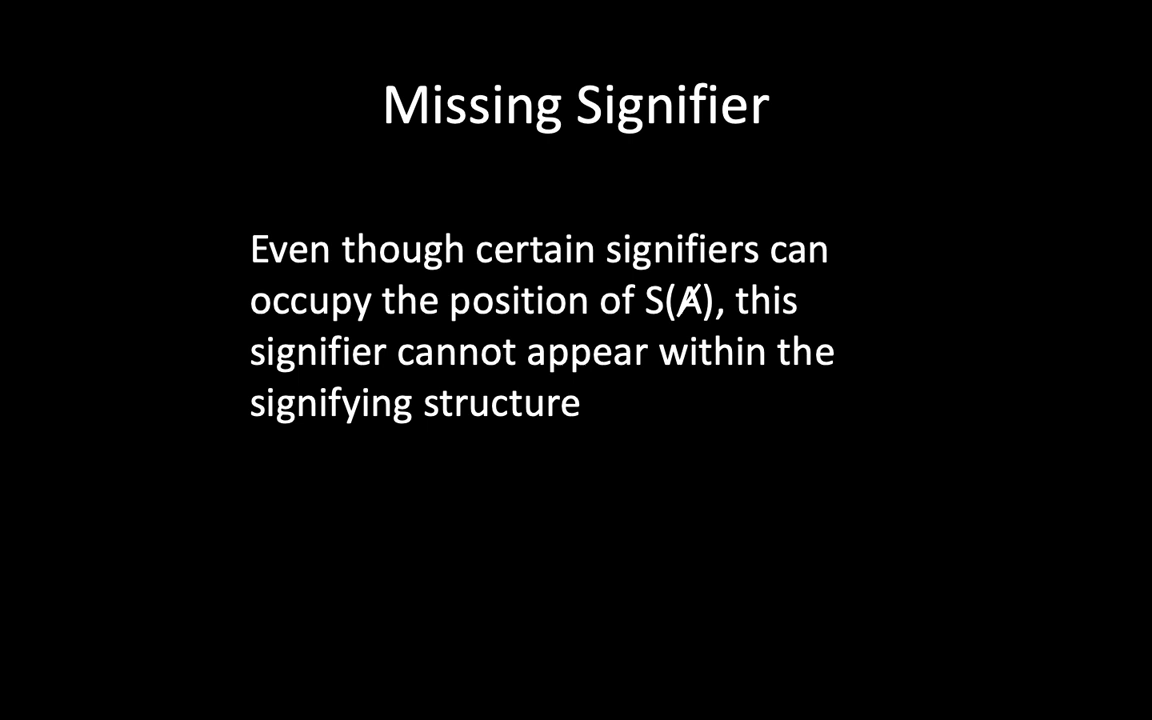 Missing Signifier
Even though certain signifiers can
occupy the position of S(Ⱥ), this
signifier cannot appear within the
signifying structure